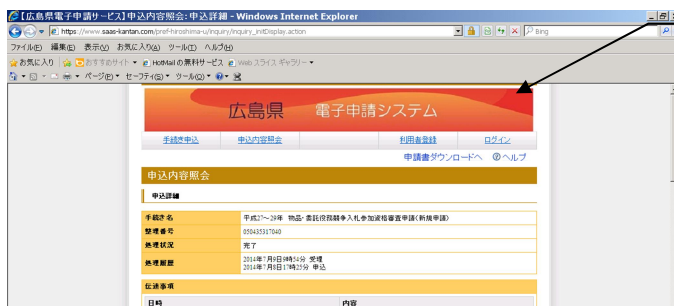 【広島県電子申請サービス】申込内容照会:申込詳細 - Windows Internet Explorer
https://www.saas-kantan.com/pref-hiroshima-u/inquiry/inquiry_initDisplay.action
Bing
ファイル(F) 編集(E) 表示(V) お気に入り(A) ツール(T) ヘルプ(H)
お気に入り おすすめサイト HotMail の無料サービス Web スライス ギャラリー
ページ(P) セーフティ(S) ツール(O)
広島県 電子申請システム
手続き申込 申込内容照会 利用者登録 ログイン
申請書ダウンロードへ ヘルプ
申込内容照会
申込詳細
手続き名 平成27～29年 物品・委託役務競争入札参加資格審査申請(新規申請)
整理番号 050435317040
処理状況 完了
処理履歴 2014年7月9日9時54分 受理
2014年7月8日17時25分 申込
伝達事項
日時 内容